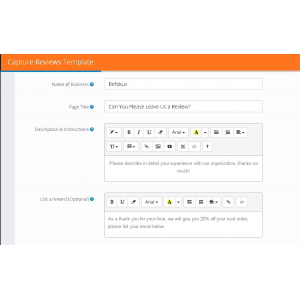 Capture Reviews Template
Name of Business
Refokus
Page Title
Can You Please Leave Us a Review?
Description & Instructions
B I U Arial A
Please describe in detail your experience with our organization, thanks so
much!
List a reward (Optional)
B U Arial A
As a thank you for your time, we will give you 20% off your next order,
please list your email below.